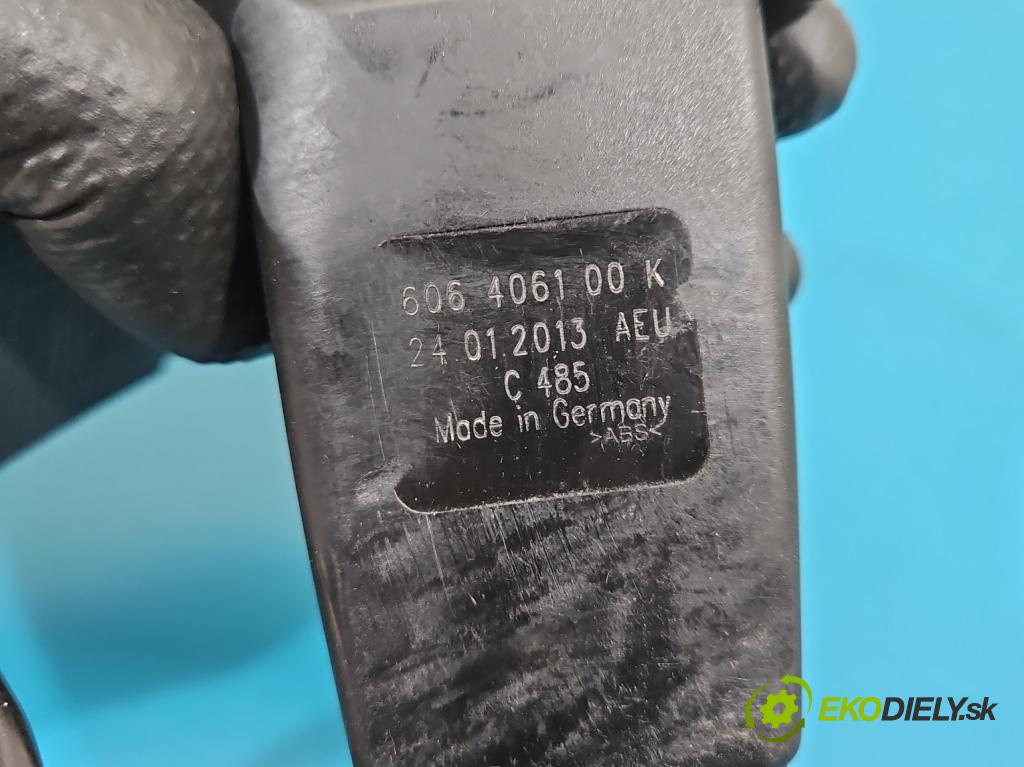 606 4061 00 K
24 01 2013 AEU
C 485
Made in Germany
>ABS<
EKODIELY.sk